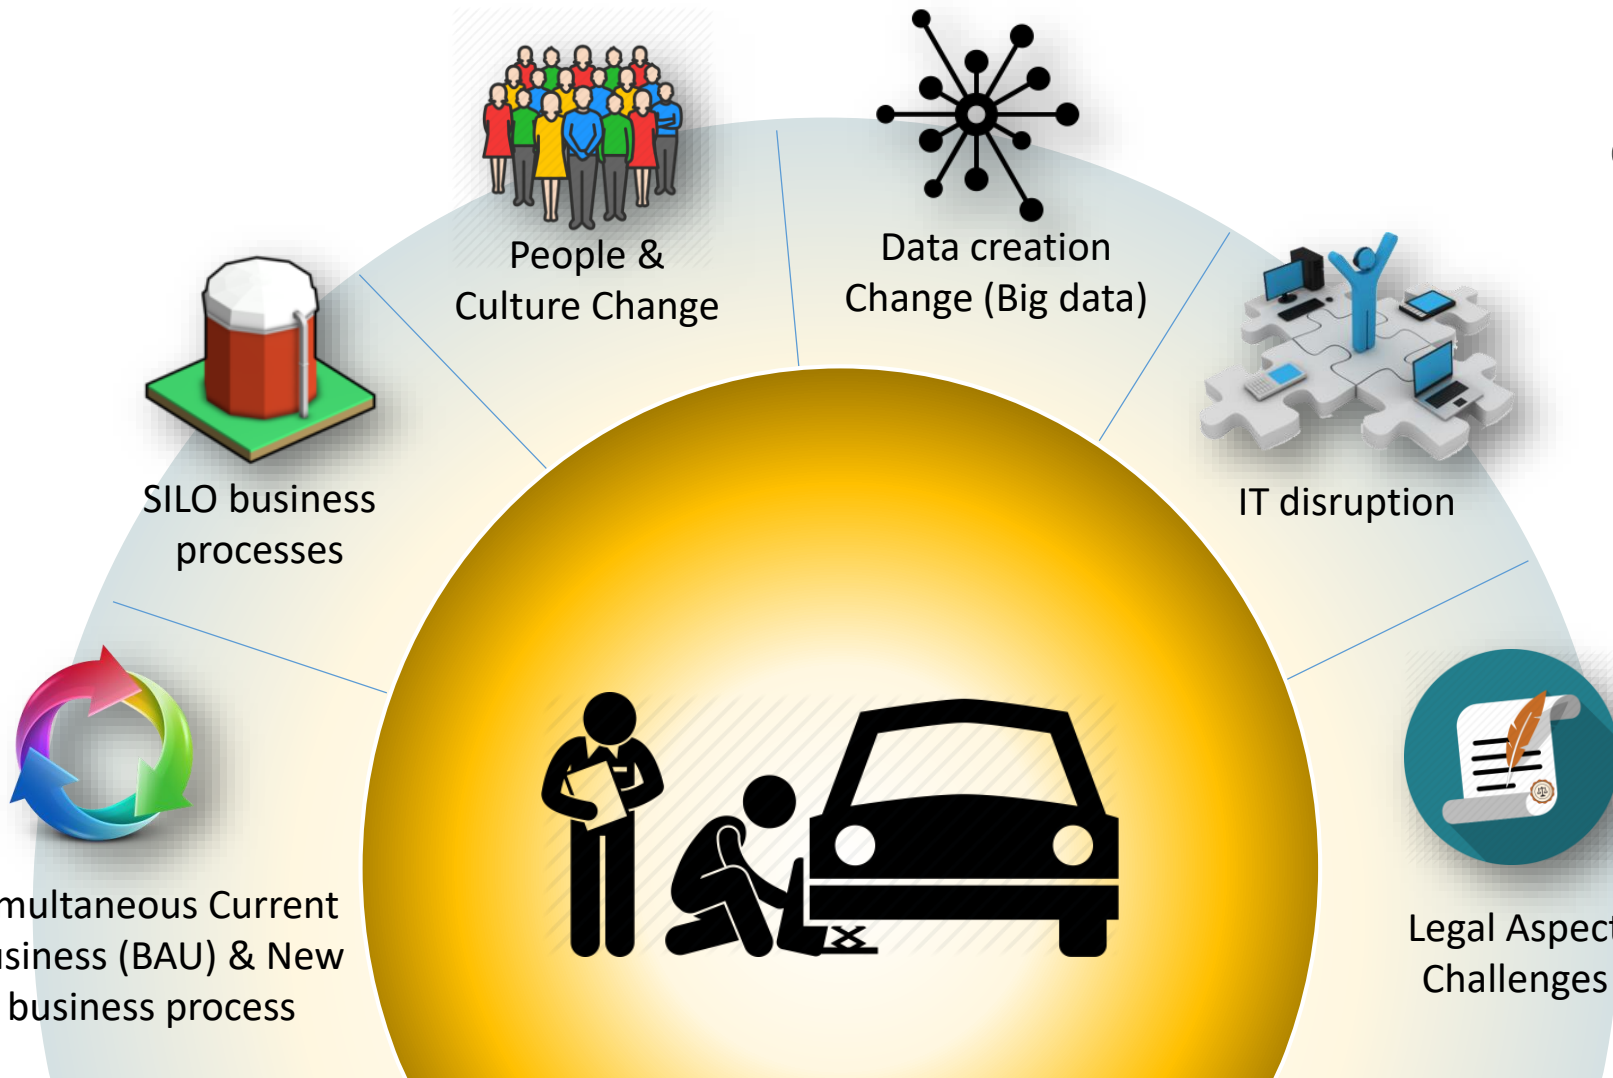 People &
Culture Change
Data creation
Change (Big data)
SILO business
processes
IT disruption
multaneous Current
usiness (BAU) & New
business process
Legal Aspect
Challenges